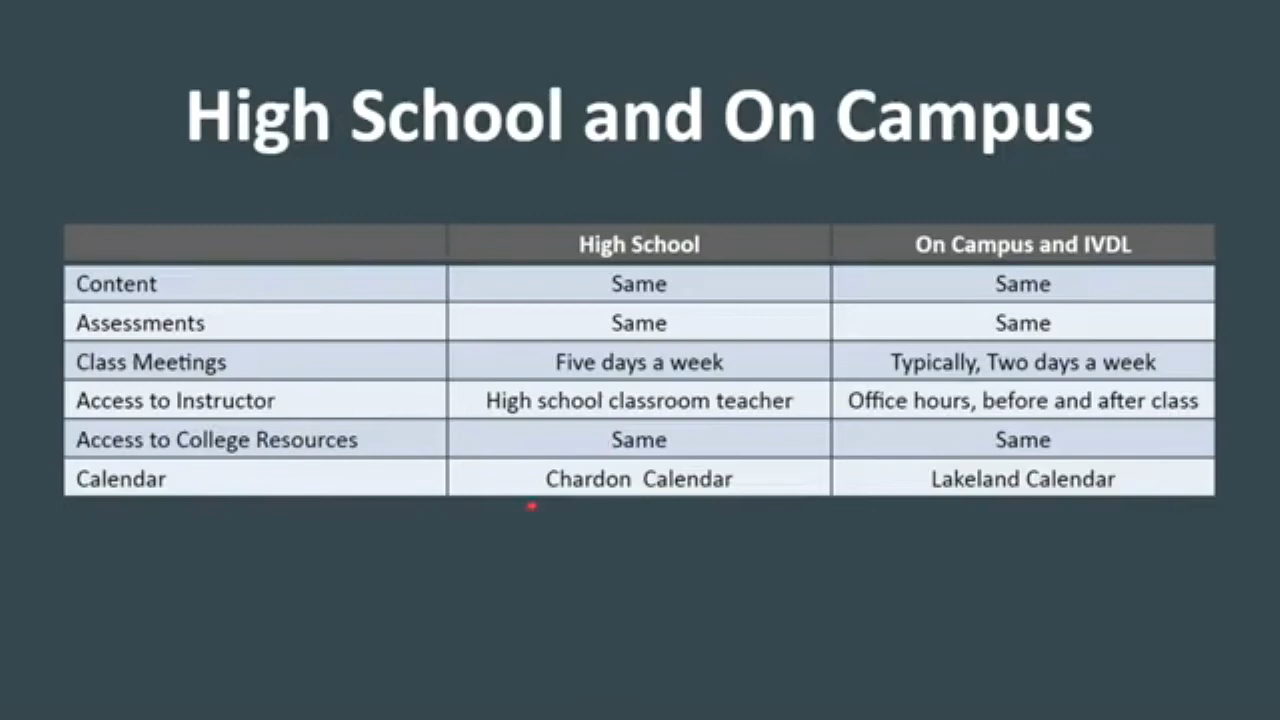 High School and On Campus
High School On Campus and IVDL
Content Same Same
Assessments Same Same
Class Meetings Five days a week Typically, Two days a week
Access to Instructor High school classroom teacher Office hours, before and after class
Access to College Resources Same Same
Calendar Chardon  Calendar Lakeland Calendar